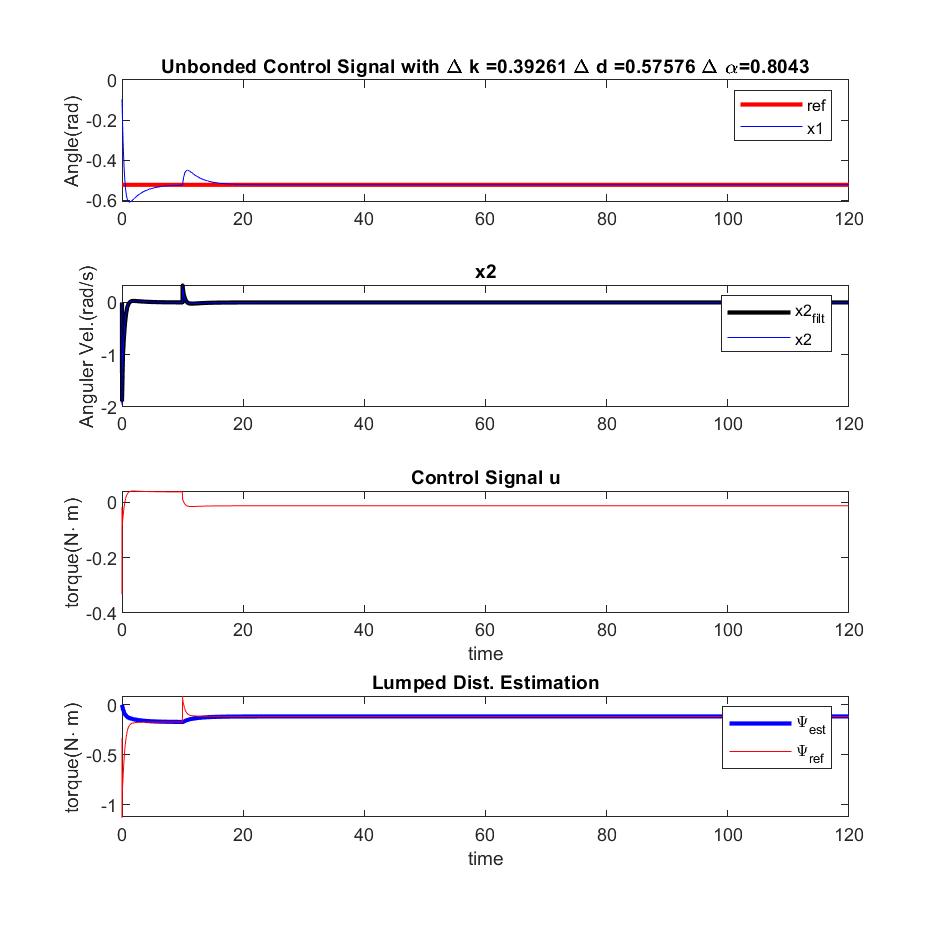 Unbonded Control Signal with Δ k =0.39261 Δ d =0.57576 Δ α=0.8043
Angle(rad)
0
-0.2
-0.4
-0.6
ref
x1
0 20 40 60 80 100 120
x2
Anguler Vel.(rad/s)
0
-1
-2
x2filt
x2
0 20 40 60 80 100 120
Control Signal u
torque(N· m)
0
-0.2
-0.4
0 20 40 60 80 100 120
time
Lumped Dist. Estimation
torque(N· m)
0
-0.5
-1
Ψest
Ψref
0 20 40 60 80 100 120
time